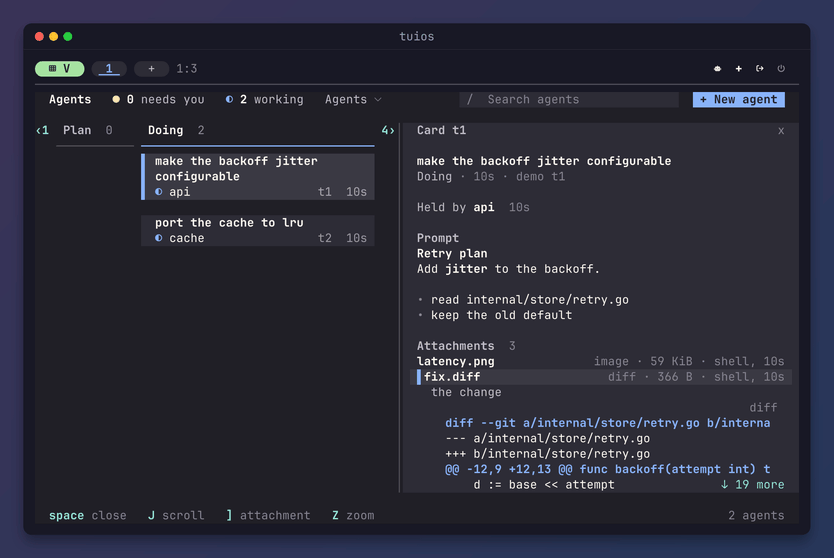 tuios
V 1 + 1:3
Agents 0 needs you 2 working Agents / Search agents + New agent
‹1 Plan 0 Doing 2 4›
make the backoff jitter
configurable
api t1 10s
port the cache to lru
cache t2 10s
Card t1 x
make the backoff jitter configurable
Doing · 10s · demo t1
Held by api 10s
Prompt
Retry plan
Add jitter to the backoff.
• read internal/store/retry.go
• keep the old default
Attachments 3
latency.png image · 59 KiB · shell, 10s
fix.diff diff · 366 B · shell, 10s
the change
diff
diff --git a/internal/store/retry.go b/interna
--- a/internal/store/retry.go
+++ b/internal/store/retry.go
@@ -12,9 +12,13 @@ func backoff(attempt int) t
d := base << attempt ↓ 19 more
space close J scroll ] attachment Z zoom 2 agents